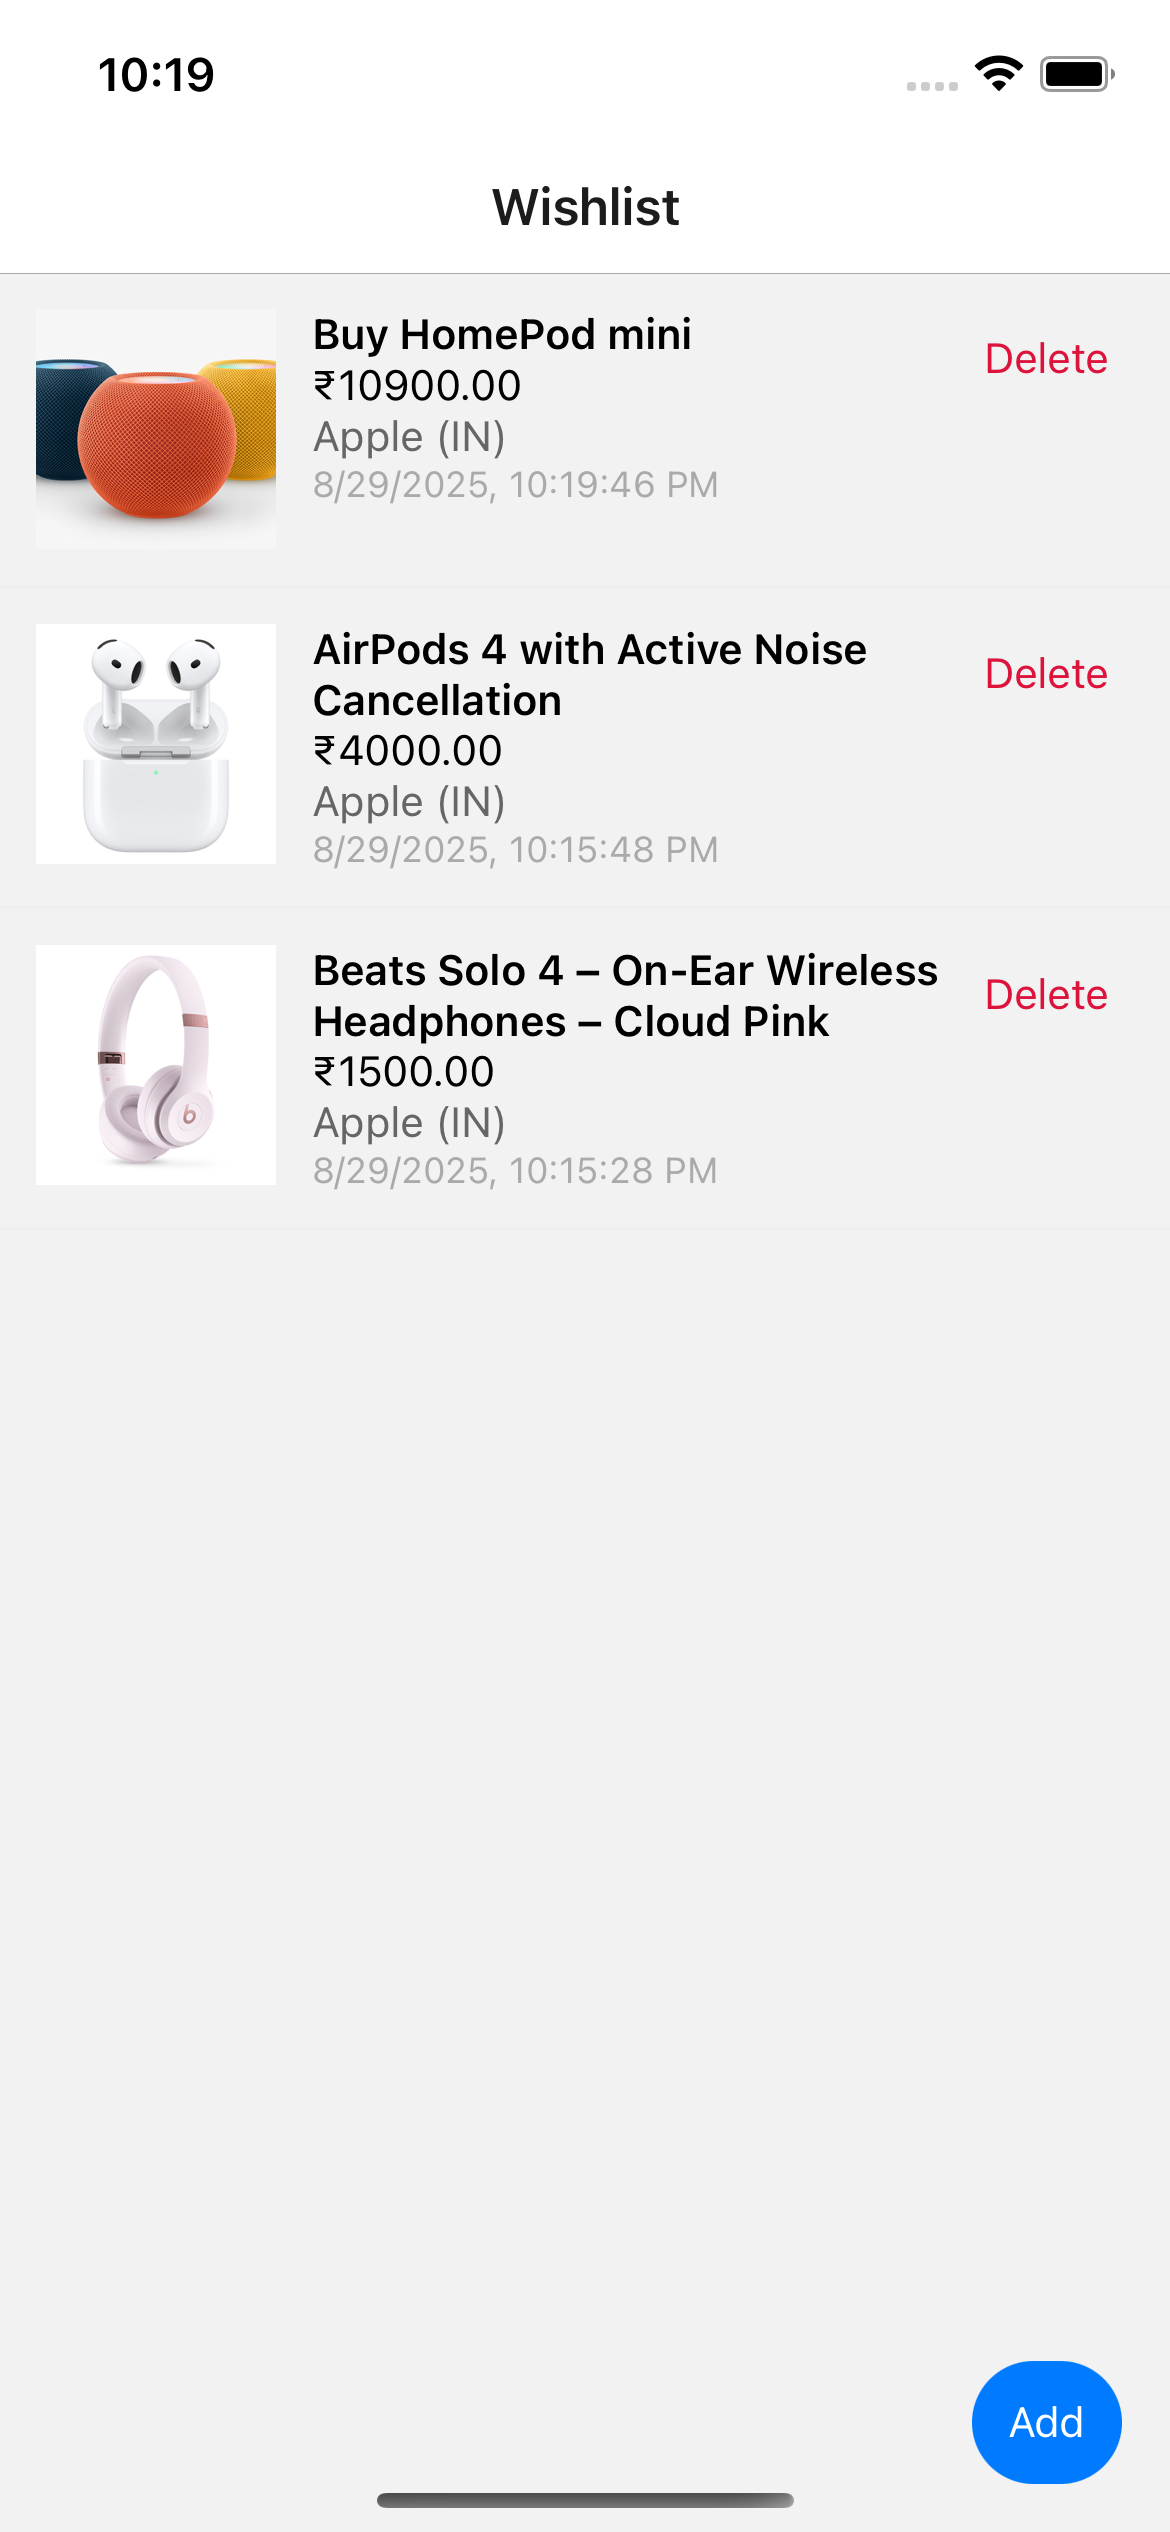 10:19
Wishlist
Buy HomePod mini
Delete
₹10900.00
Apple (IN)
8/29/2025, 10:19:46 PM
AirPods 4 with Active Noise
Cancellation
Delete
₹4000.00
Apple (IN)
8/29/2025, 10:15:48 PM
Beats Solo 4 – On-Ear Wireless
Headphones – Cloud Pink
Delete
₹1500.00
Apple (IN)
8/29/2025, 10:15:28 PM
Add